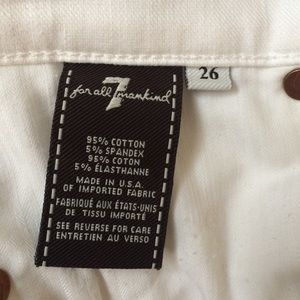 26
for all 7 mankind
95% COTTON
5% SPANDEX
95% COTON
5% ÉLASTHANNE
MADE IN U.S.A.
OF IMPORTED FABRIC
FABRIQUÉ AUX ÉTATS-UNIS
DE TISSU IMPORTÉ
SEE REVERSE FOR CARE
ENTRETIEN AU VERSO